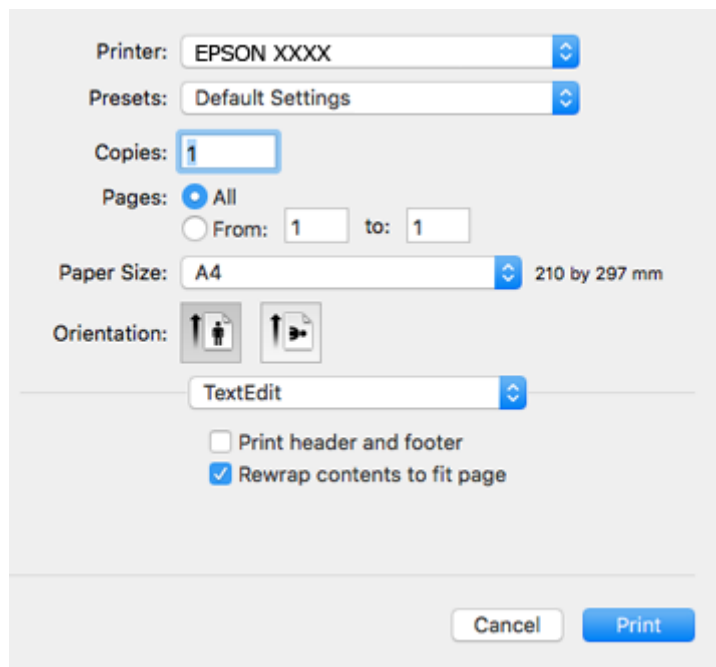 Printer: EPSON XXXX
Presets: Default Settings
Copies: 1
Pages: All
From: 1 to: 1
Paper Size: A4 210 by 297 mm
Orientation:
TextEdit
Print header and footer
Rewrap contents to fit page
Cancel Print